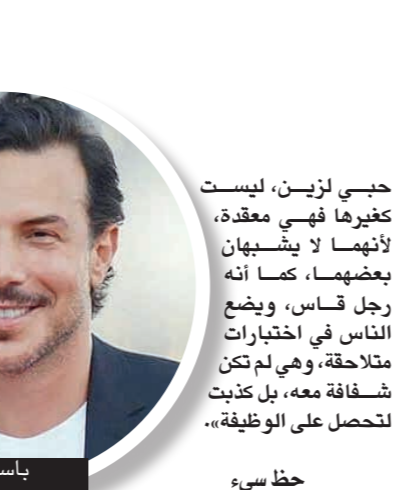 حبي لزين، ليست
كغيرها فهي معقدة،
لأنهما لا يشبهان
بعضهما، كما أنه
رجل قاس، ويضع
الناس في اختبارات
متلاحقة، وهي لم تكن
شفافة معه، بل كذبت
لتحصل على الوظيفة».
حظ سيء
باس